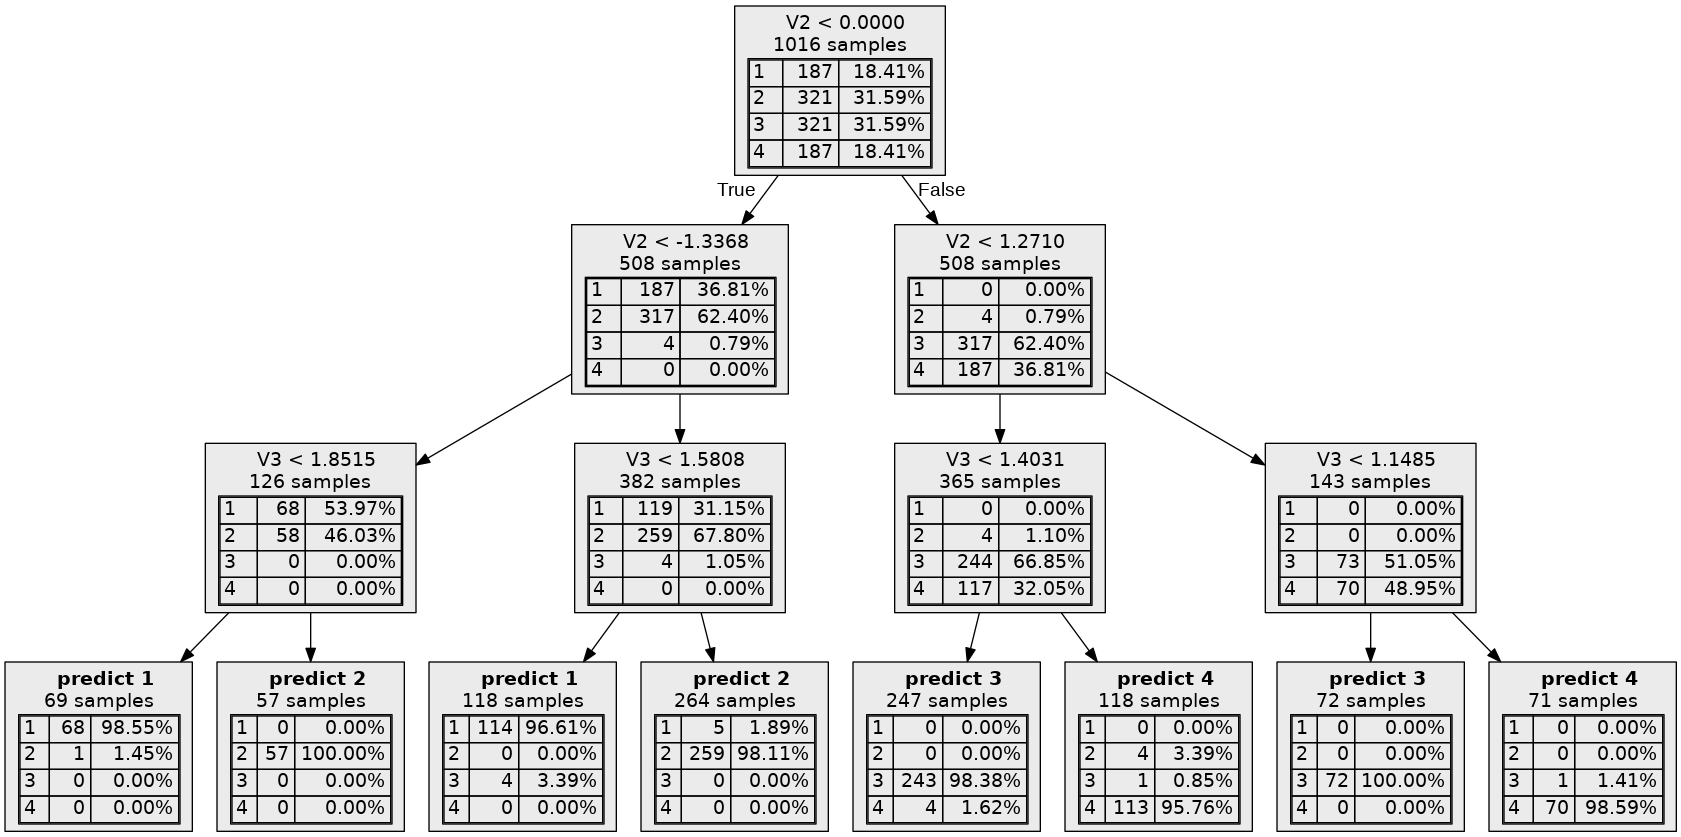 V2 < 0.0000
1016 samples
1 187 18.41%
2 321 31.59%
3 321 31.59%
4 187 18.41%
True
False
V2 < -1.3368
508 samples
1 187 36.81%
2 317 62.40%
3 4 0.79%
4 0 0.00%
V2 < 1.2710
508 samples
1 0 0.00%
2 4 0.79%
3 317 62.40%
4 187 36.81%
V3 < 1.8515
126 samples
1 68 53.97%
2 58 46.03%
3 0 0.00%
4 0 0.00%
V3 < 1.5808
382 samples
1 119 31.15%
2 259 67.80%
3 4 1.05%
4 0 0.00%
V3 < 1.4031
365 samples
1 0 0.00%
2 4 1.10%
3 244 66.85%
4 117 32.05%
V3 < 1.1485
143 samples
1 0 0.00%
2 0 0.00%
3 73 51.05%
4 70 48.95%
predict 1
69 samples
1 68 98.55%
2 1 1.45%
3 0 0.00%
4 0 0.00%
predict 2
57 samples
1 0 0.00%
2 57 100.00%
3 0 0.00%
4 0 0.00%
predict 1
118 samples
1 114 96.61%
2 0 0.00%
3 4 3.39%
4 0 0.00%
predict 2
264 samples
1 5 1.89%
2 259 98.11%
3 0 0.00%
4 0 0.00%
predict 3
247 samples
1 0 0.00%
2 0 0.00%
3 243 98.38%
4 4 1.62%
predict 4
118 samples
1 0 0.00%
2 4 3.39%
3 1 0.85%
4 113 95.76%
predict 3
72 samples
1 0 0.00%
2 0 0.00%
3 72 100.00%
4 0 0.00%
predict 4
71 samples
1 0 0.00%
2 0 0.00%
3 1 1.41%
4 70 98.59%